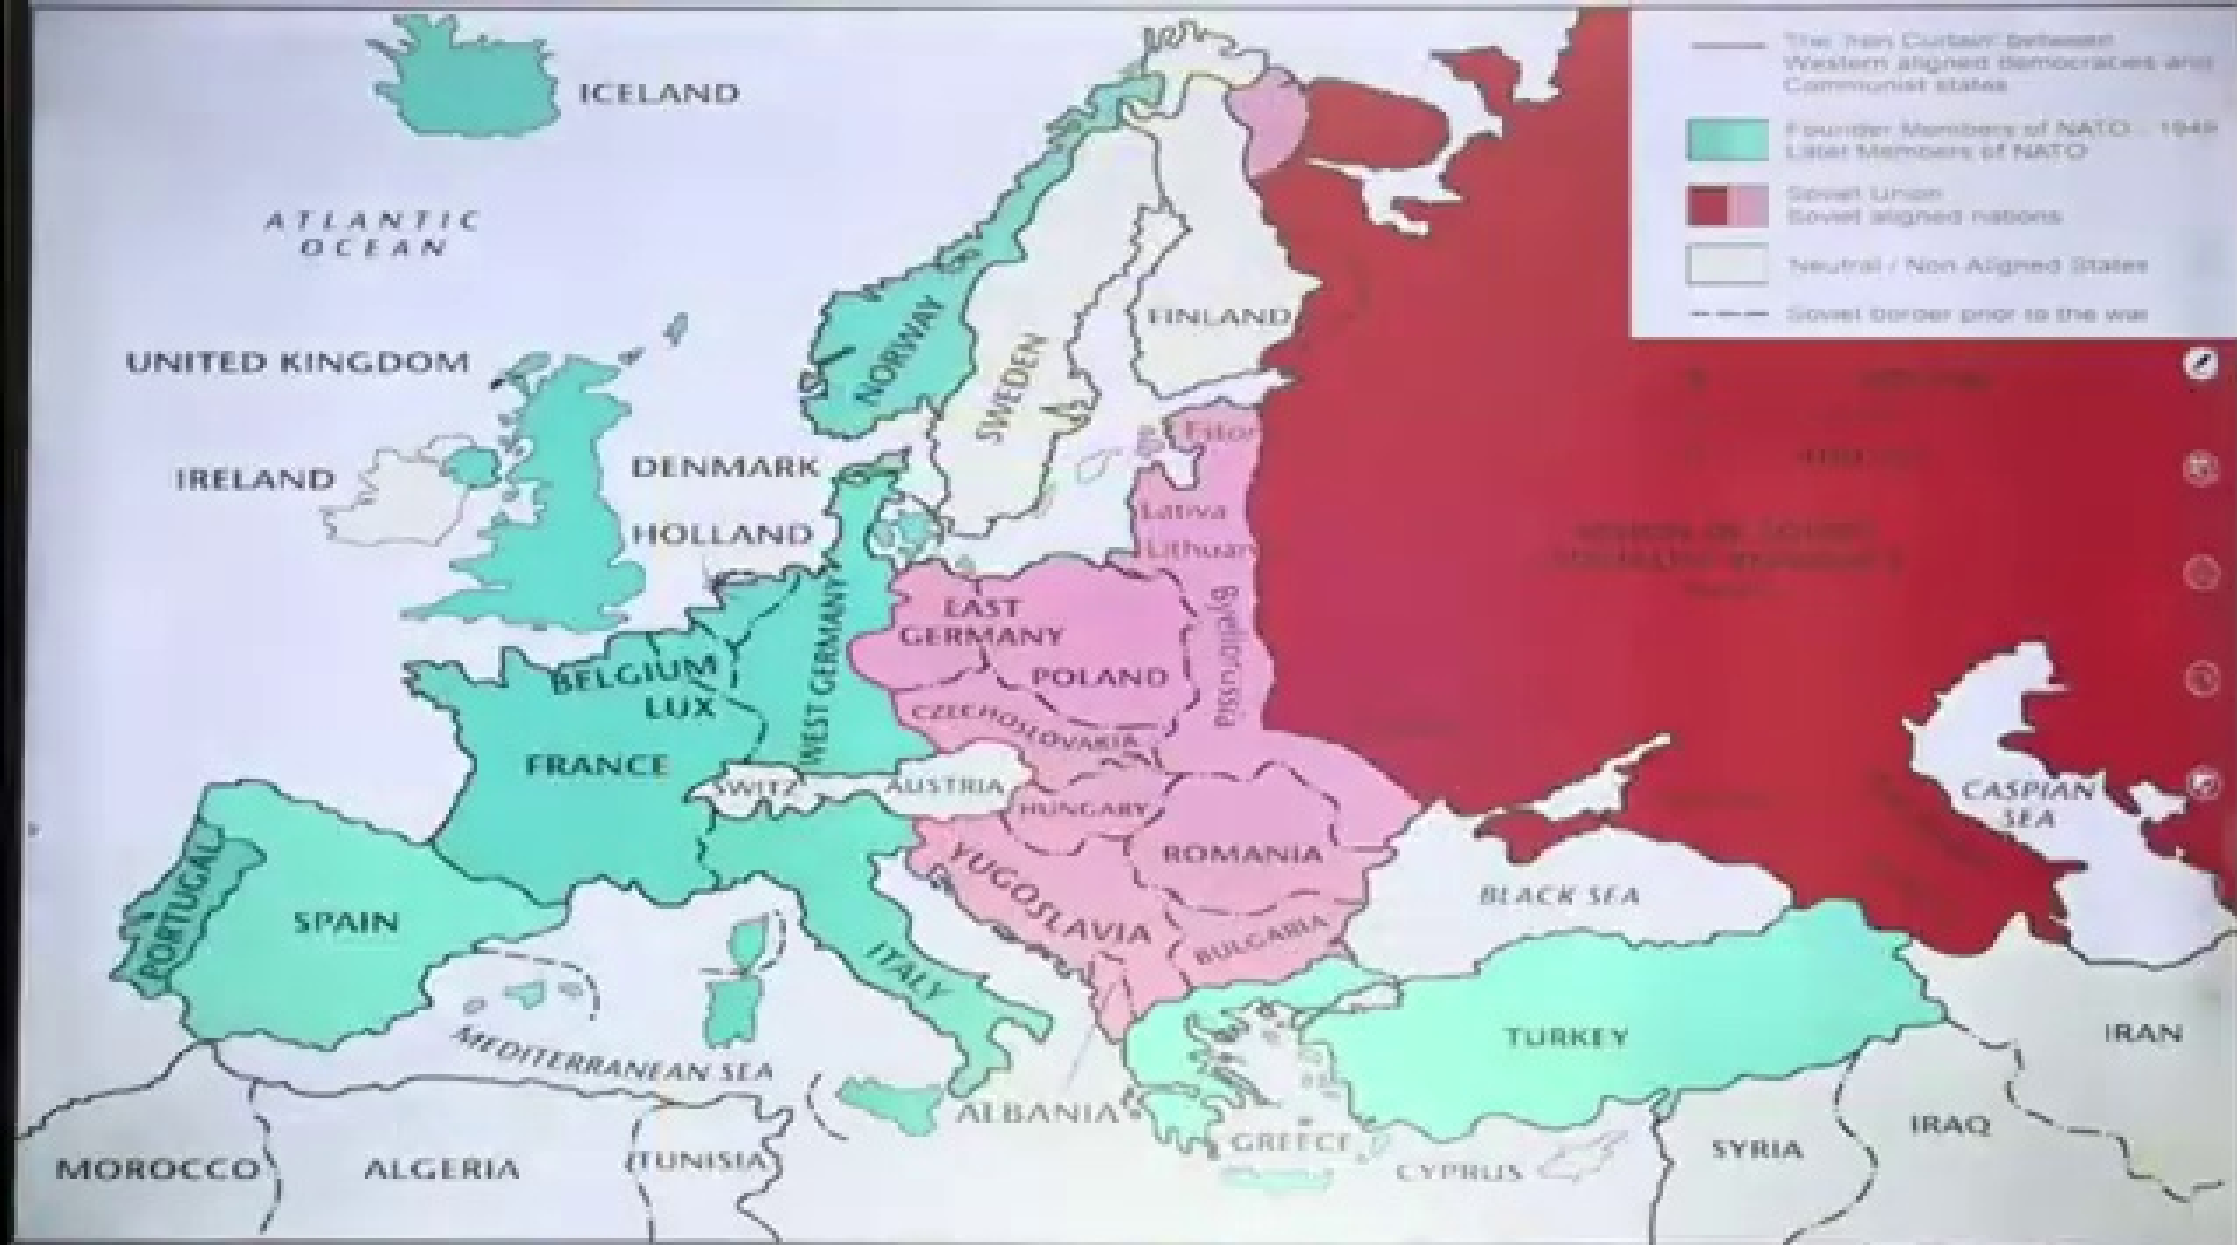 The 'Iron Curtain' between
Western aligned democracies and
Communist states
Founder Members of NATO - 1949
Later Members of NATO
Soviet Union
Soviet aligned nations
Neutral / Non Aligned States
Soviet border prior to the war
ICELAND
ATLANTIC
OCEAN
UNITED KINGDOM
IRELAND
NORWAY
SWEDEN
FINLAND
DENMARK
HOLLAND
Lativa
Lithuan
Byelbrussia
EAST
GERMANY
WEST GERMANY
POLAND
BELGIUM
LUX
CZECHOSLOVAKIA
FRANCE
SWITZ
AUSTRIA
HUNGARY
ROMANIA
YUGOSLAVIA
BULGARIA
PORTUGAL
SPAIN
ITALY
BLACK SEA
CASPIAN
SEA
MEDITERRANEAN SEA
ALBANIA
GREECE
TURKEY
CYPRUS
SYRIA
IRAQ
IRAN
MOROCCO
ALGERIA
TUNISIA